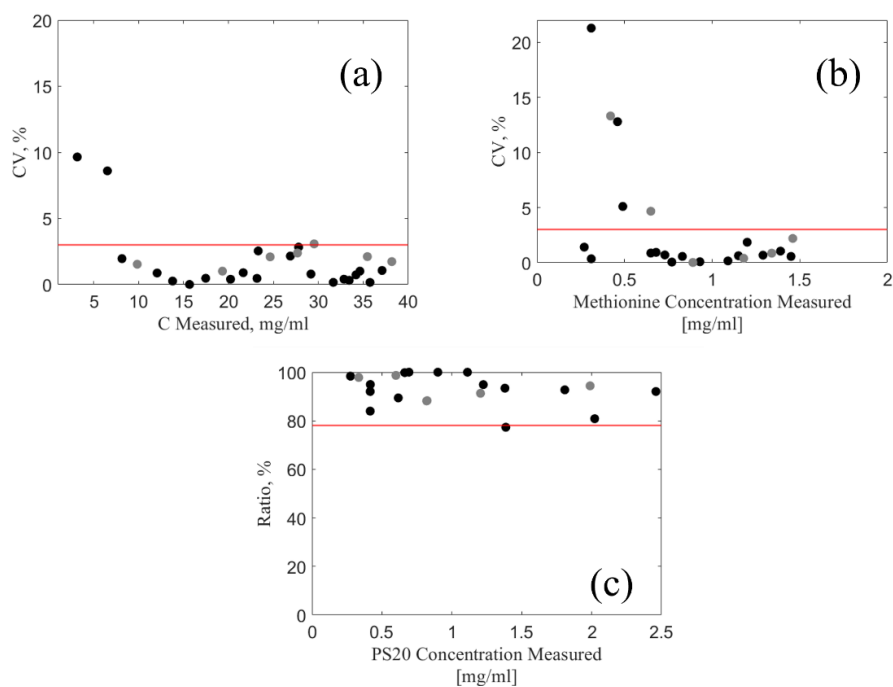 20
15
10
5
0
CV, %
(a)
5 10 15 20 25 30 35 40
C Measured, mg/ml
20
15
10
5
0
CV, %
(b)
0 0.5 1 1.5 2
Methionine Concentration Measured
[mg/ml]
100
80
60
40
20
0
Ratio, %
(c)
0 0.5 1 1.5 2 2.5
PS20 Concentration Measured
[mg/ml]